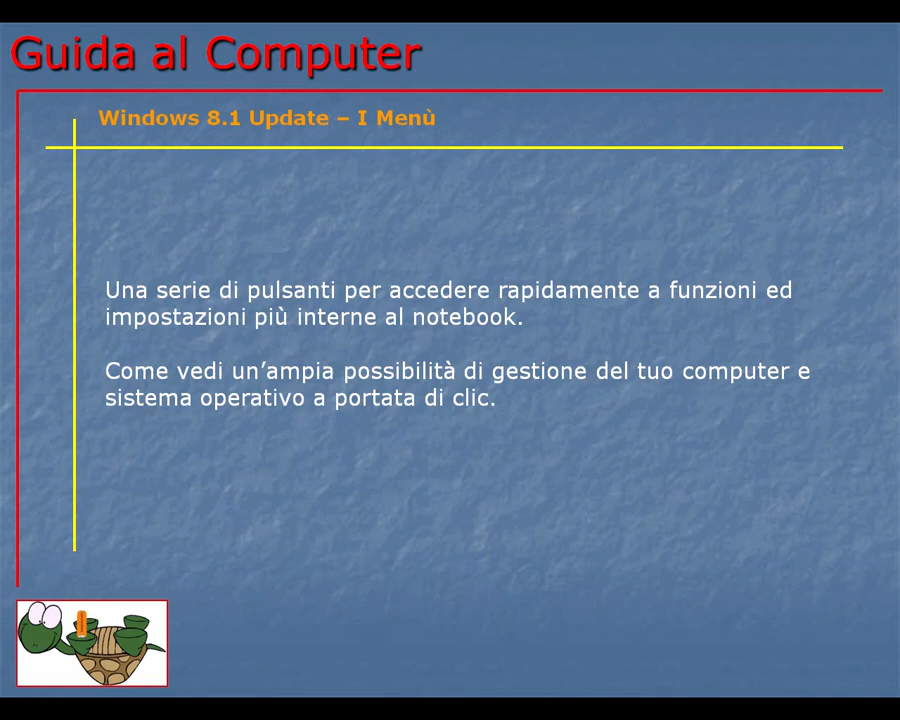 Guida al Computer
Windows 8.1 Update – I Menù
Una serie di pulsanti per accedere rapidamente a funzioni ed
impostazioni più interne al notebook.
Come vedi un’ampia possibilità di gestione del tuo computer e
sistema operativo a portata di clic.